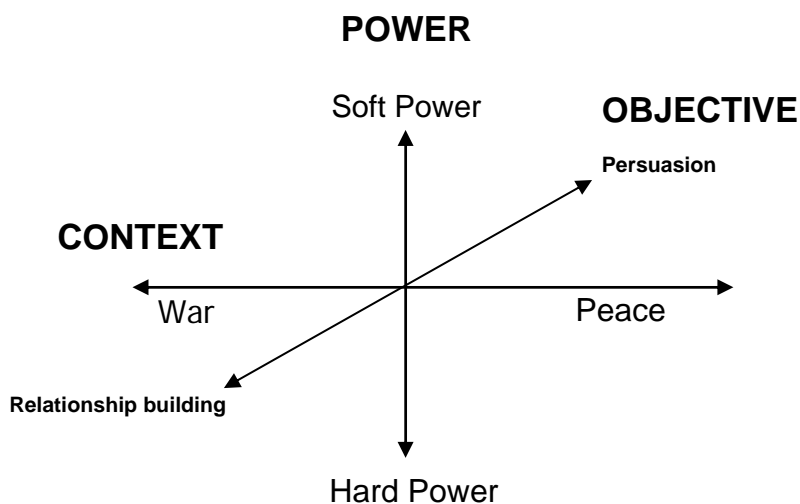 POWER
Soft Power
OBJECTIVE
Persuasion
CONTEXT
War
Peace
Relationship building
Hard Power